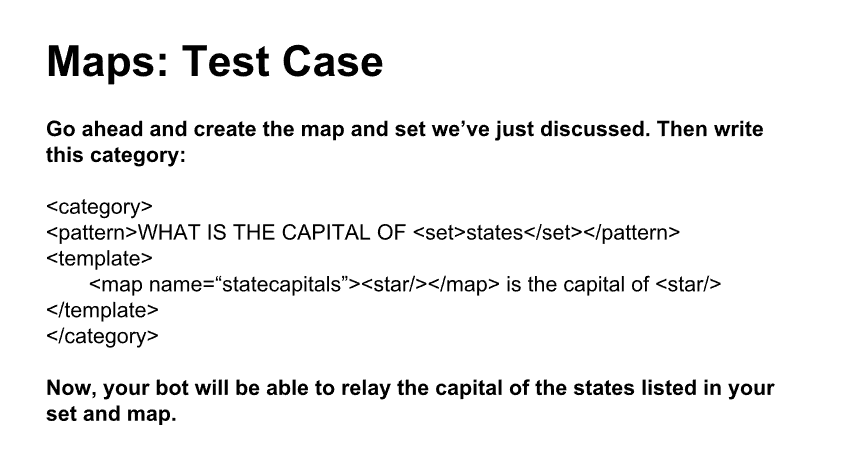 Maps: Test Case
Go ahead and create the map and set we’ve just discussed. Then write
this category:
<category>
<pattern>WHAT IS THE CAPITAL OF <set>states</set></pattern>
<template>
<map name=“statecapitals”><star/></map> is the capital of <star/>
</template>
</category>
Now, your bot will be able to relay the capital of the states listed in your
set and map.